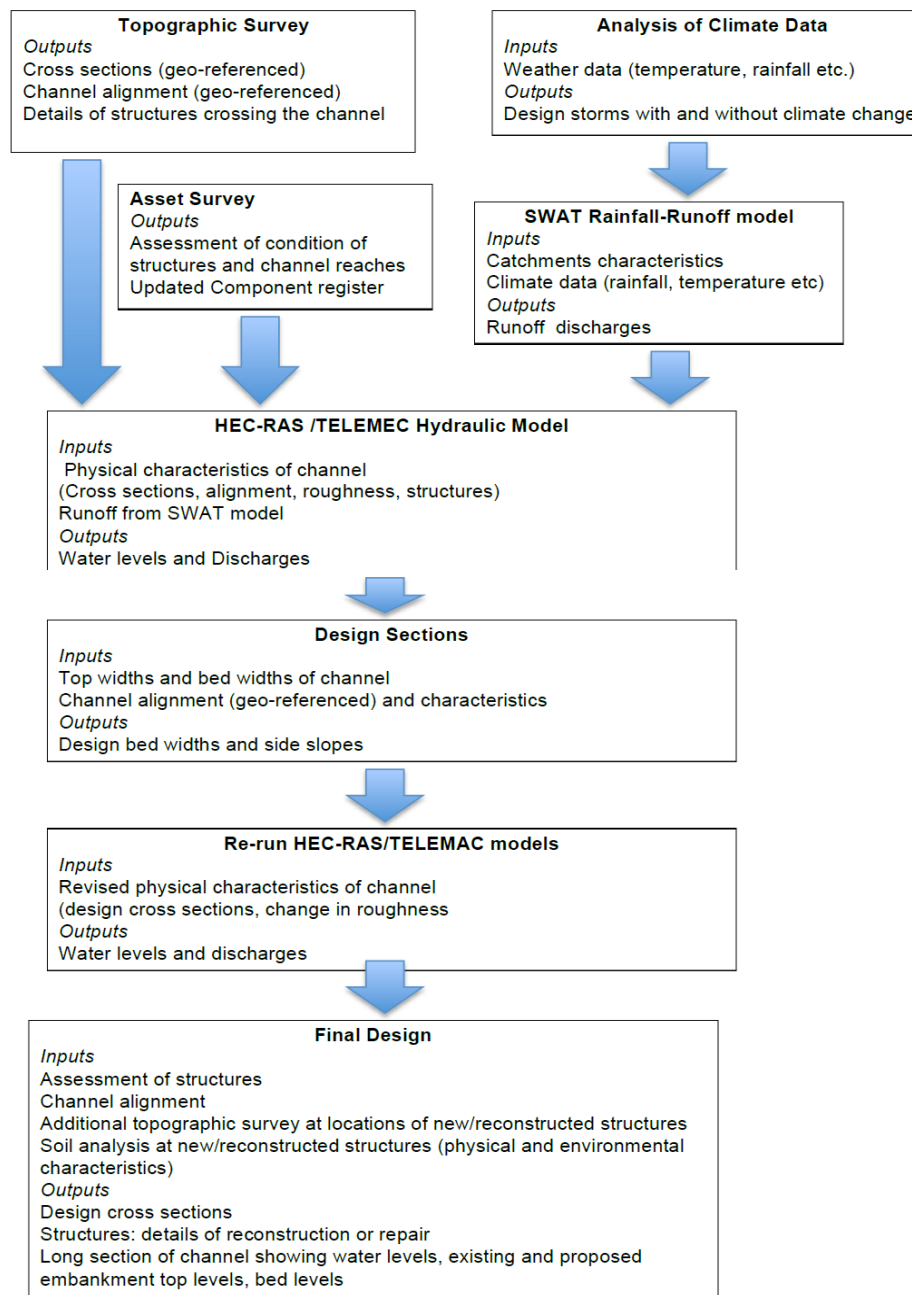 Topographic Survey
Outputs
Cross sections (geo-referenced)
Channel alignment (geo-referenced)
Details of structures crossing the channel
Analysis of Climate Data
Inputs
Weather data (temperature, rainfall etc.)
Outputs
Design storms with and without climate change
Asset Survey
Outputs
Assessment of condition of
structures and channel reaches
Updated Component register
SWAT Rainfall-Runoff model
Inputs
Catchments characteristics
Climate data (rainfall, temperature etc)
Outputs
Runoff discharges
HEC-RAS /TELEMEC Hydraulic Model
Inputs
Physical characteristics of channel
(Cross sections, alignment, roughness, structures)
Runoff from SWAT model
Outputs
Water levels and Discharges
Design Sections
Inputs
Top widths and bed widths of channel
Channel alignment (geo-referenced) and characteristics
Outputs
Design bed widths and side slopes
Re-run HEC-RAS/TELEMAC models
Inputs
Revised physical characteristics of channel
(design cross sections, change in roughness
Outputs
Water levels and discharges
Final Design
Inputs
Assessment of structures
Channel alignment
Additional topographic survey at locations of new/reconstructed structures
Soil analysis at new/reconstructed structures (physical and environmental
characteristics)
Outputs
Design cross sections
Structures: details of reconstruction or repair
Long section of channel showing water levels, existing and proposed
embankment top levels, bed levels